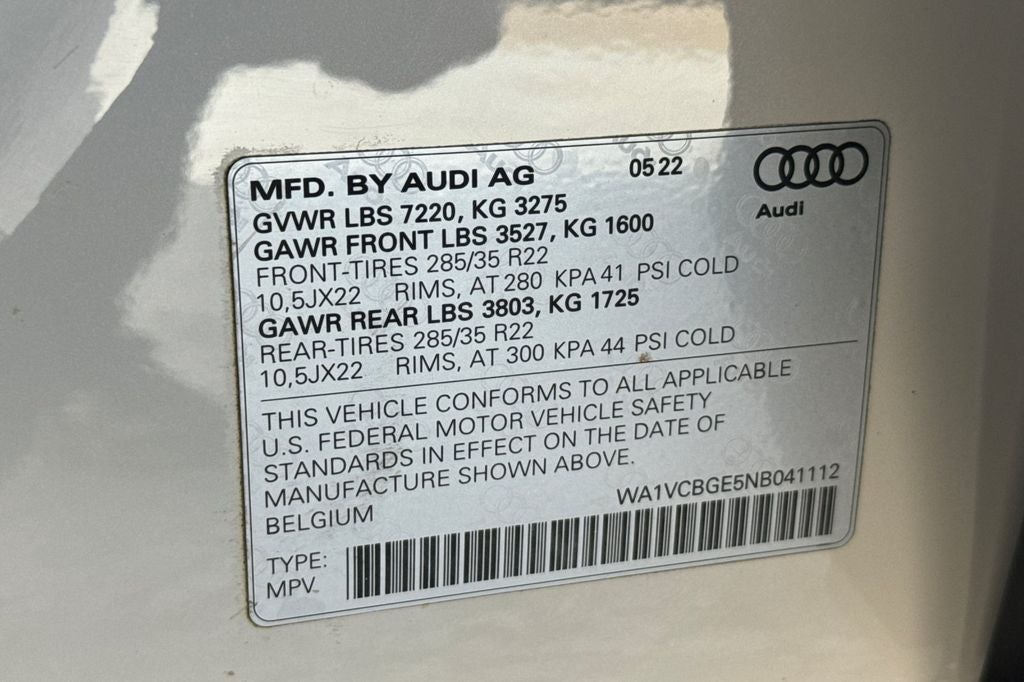 MFD. BY AUDI AG 05 22
Audi
GVWR LBS 7220, KG 3275
GAWR FRONT LBS 3527, KG 1600
FRONT-TIRES 285/35 R22
10,5JX22 RIMS, AT 280 KPA 41 PSI COLD
GAWR REAR LBS 3803, KG 1725
REAR-TIRES 285/35 R22
10,5JX22 RIMS, AT 300 KPA 44 PSI COLD
THIS VEHICLE CONFORMS TO ALL APPLICABLE
U.S. FEDERAL MOTOR VEHICLE SAFETY
STANDARDS IN EFFECT ON THE DATE OF
MANUFACTURE SHOWN ABOVE.
BELGIUM WA1VCBGE5NB041112
TYPE:
MPV